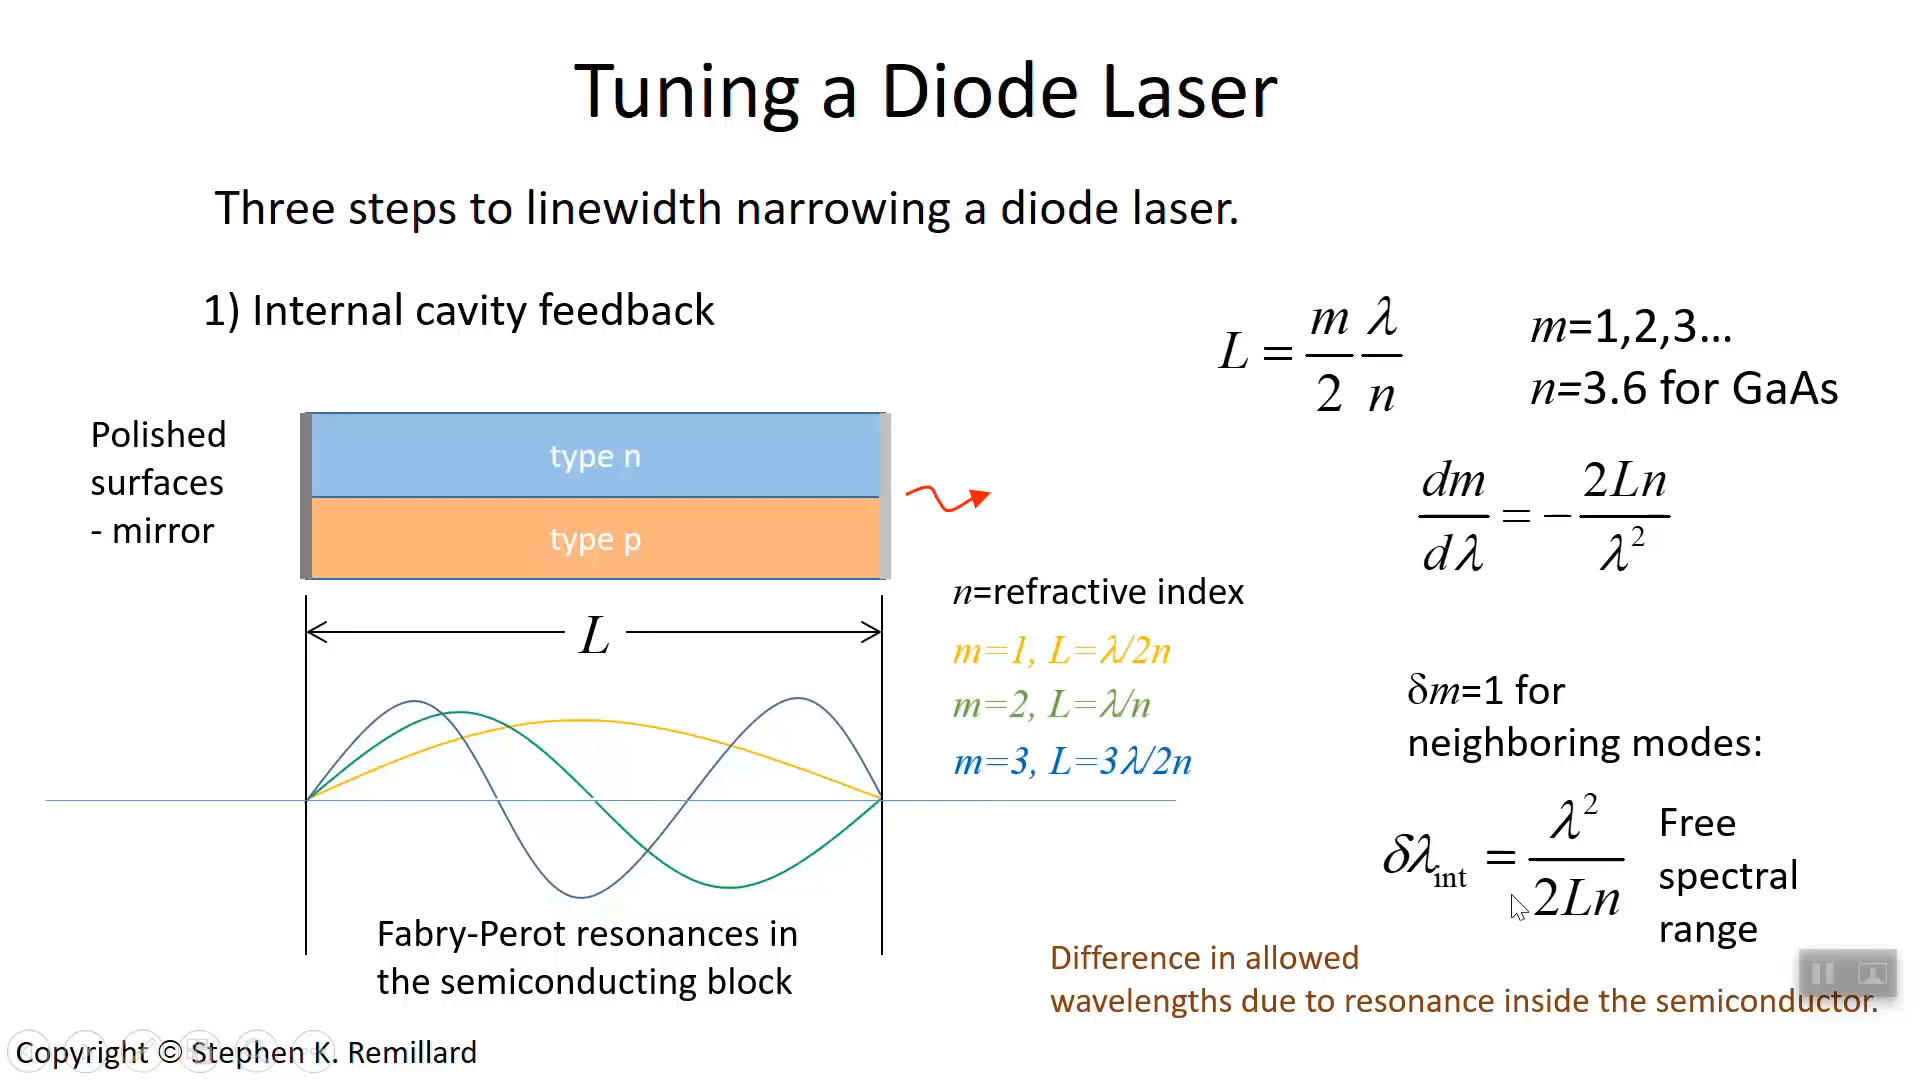 Tuning a Diode Laser
Three steps to linewidth narrowing a diode laser.
1) Internal cavity feedback
Polished
surfaces
- mirror
type n
type p
L
Fabry-Perot resonances in
the semiconducting block
n=refractive index
m=1, L=λ/2n
m=2, L=λ/n
m=3, L=3λ/2n
L = m/2 λ/n
m=1,2,3...
n=3.6 for GaAs
dm/dλ = − 2Ln/λ²
δm=1 for
neighboring modes:
δλint = λ²/2Ln
Free
spectral
range
Difference in allowed
wavelengths due to resonance inside the semiconductor.
Copyright © Stephen K. Remillard